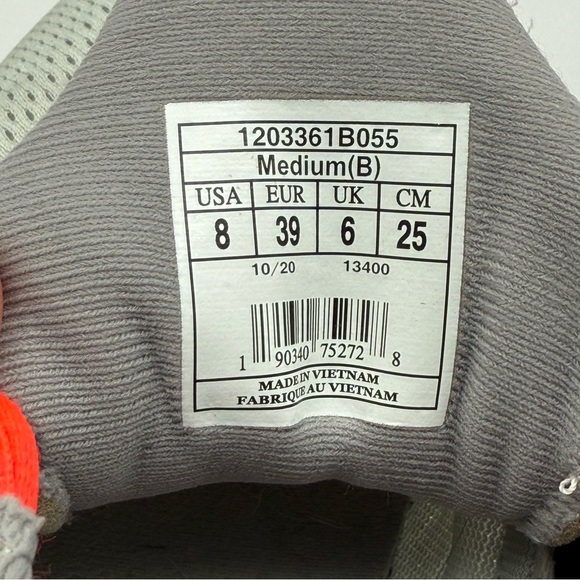 1203361B055
Medium(B)
USA EUR UK CM
8 39 6 25
10/20 13400
1 90340 75272 8
MADE IN VIETNAM
FABRIQUE AU VIETNAM